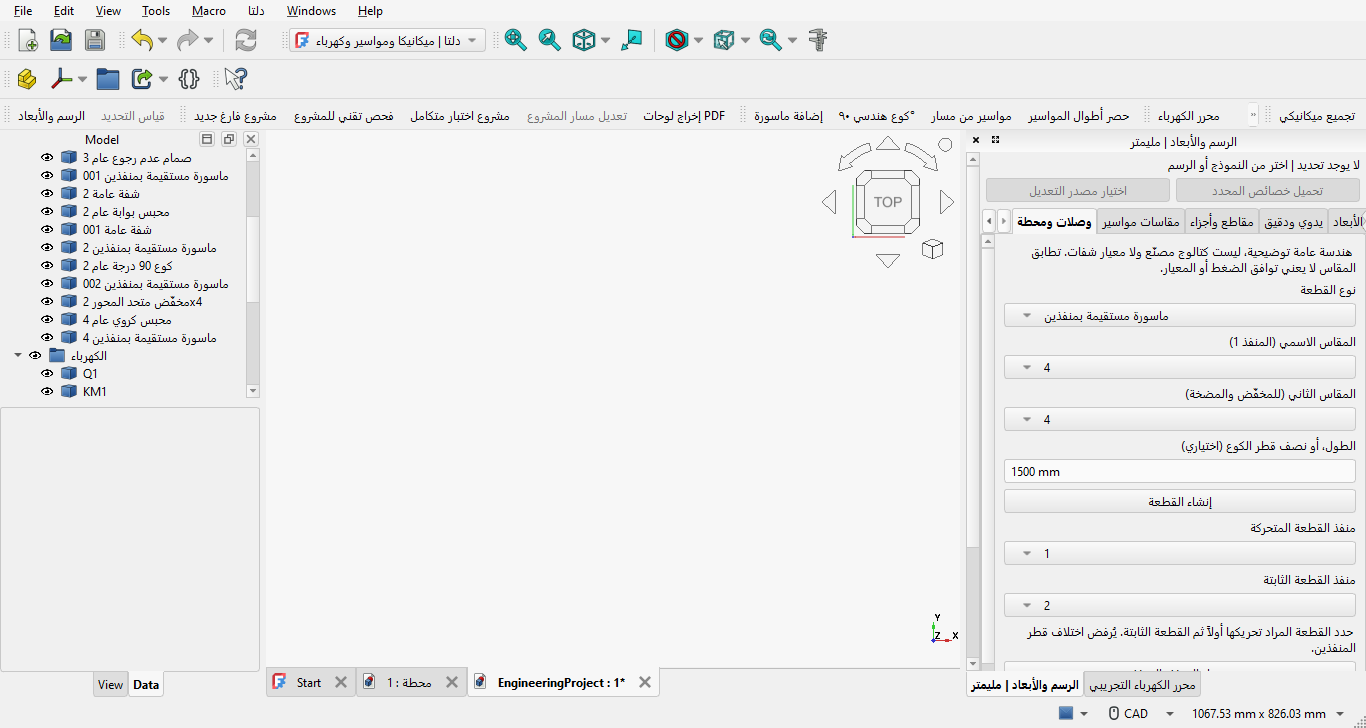 File Edit View Tools Macro دلتا Windows Help
دلتا | ميكانيكا ومواسير وكهرباء
الرسم والأبعاد قياس التحديد مشروع فارغ جديد فحص تقني للمشروع تعديل مسار المشروع مشروع اختبار متكامل إخراج لوحات PDF إضافة ماسورة كوع هندسي ٩٠° مواسير من مسار حصر أطوال المواسير محرر الكهرباء » تجميع ميكانيكي
Model
صمام عدم رجوع عام 3
ماسورة مستقيمة بمنفذين 001
شفة عامة 2
محبس بوابة عام 2
شفة عامة 001
ماسورة مستقيمة بمنفذين 2
كوع 90 درجة عام 2
ماسورة مستقيمة بمنفذين 002
مخفّض متحد المحور 2x4
محبس كروي عام 4
ماسورة مستقيمة بمنفذين 4
الكهرباء
Q1
KM1
View Data
TOP
Y
Z X
Start
محطة : 1
EngineeringProject : 1*
الرسم والأبعاد | مليمتر
لا يوجد تحديد | اختر من النموذج أو الرسم
تحميل خصائص المحدد
اختيار مصدر التعديل
الأبعاد يدوي ودقيق مقاطع وأجزاء مقاسات مواسير وصلات ومحطة
هندسة عامة توضيحية، ليست كتالوج مصنّع ولا معيار شفات. تطابق
المقاس لا يعني توافق الضغط أو المعيار.
نوع القطعة
ماسورة مستقيمة بمنفذين
المقاس الاسمي (المنفذ 1)
4
المقاس الثاني (للمخفّض والمضخة)
4
الطول، أو نصف قطر الكوع (اختياري)
1500 mm
إنشاء القطعة
منفذ القطعة المتحركة
1
منفذ القطعة الثابتة
2
حدد القطعة المراد تحريكها أولاً ثم القطعة الثابتة. يُرفض اختلاف قطر
المنفذين.
الرسم والأبعاد | مليمتر
محرر الكهرباء التجريبي
CAD
1067.53 mm x 826.03 mm